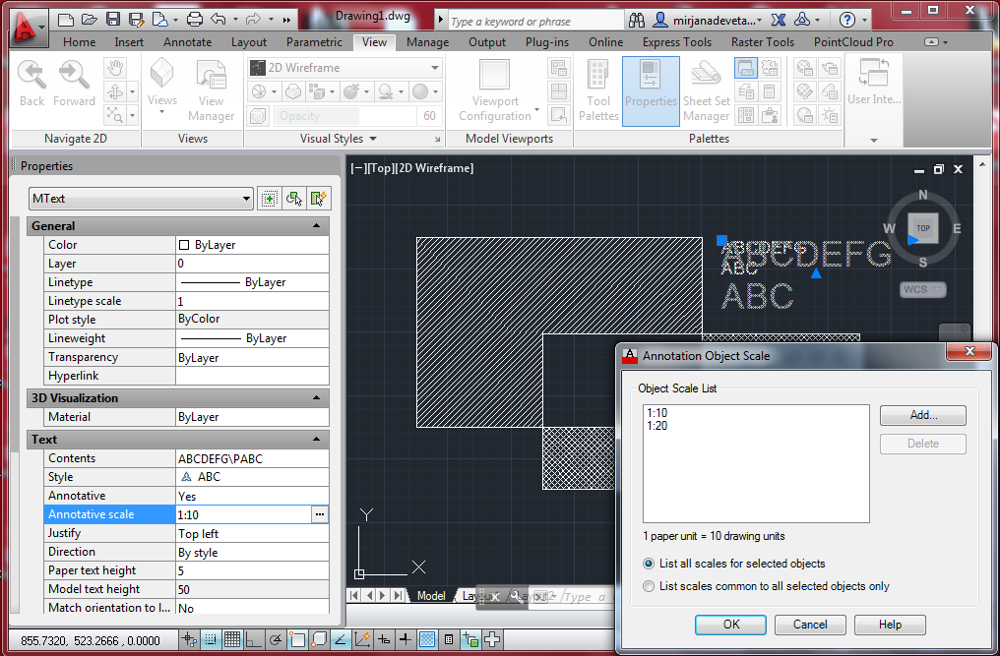 Drawing1.dwg
Type a keyword or phrase
mirjanadeveta...
Home Insert Annotate Layout Parametric View Manage Output Plug-ins Online Express Tools Raster Tools PointCloud Pro
Back Forward
Views
View Manager
2D Wireframe
Opacity 60
Viewport Configuration
Tool Palettes
Properties
Sheet Set Manager
User Inte...
Navigate 2D Views Visual Styles Model Viewports Palettes
Properties
MText
General
Color ByLayer
Layer 0
Linetype ByLayer
Linetype scale 1
Plot style ByColor
Lineweight ByLayer
Transparency ByLayer
Hyperlink
3D Visualization
Material ByLayer
Text
Contents ABCDEFG\PABC
Style ABC
Annotative Yes
Annotative scale 1:10 ...
Justify Top left
Direction By style
Paper text height 5
Model text height 50
Match orientation to l... No
[−][Top][2D Wireframe]
N
W TOP E
S
WCS
ABCDEFG
ABC
ABCDEFG
ABC
Y
X
Model
Type a
Annotation Object Scale
Object Scale List
1:10
1:20
Add...
Delete
1 paper unit = 10 drawing units
List all scales for selected objects
List scales common to all selected objects only
OK Cancel Help
855.7320, 523.2666, 0.0000